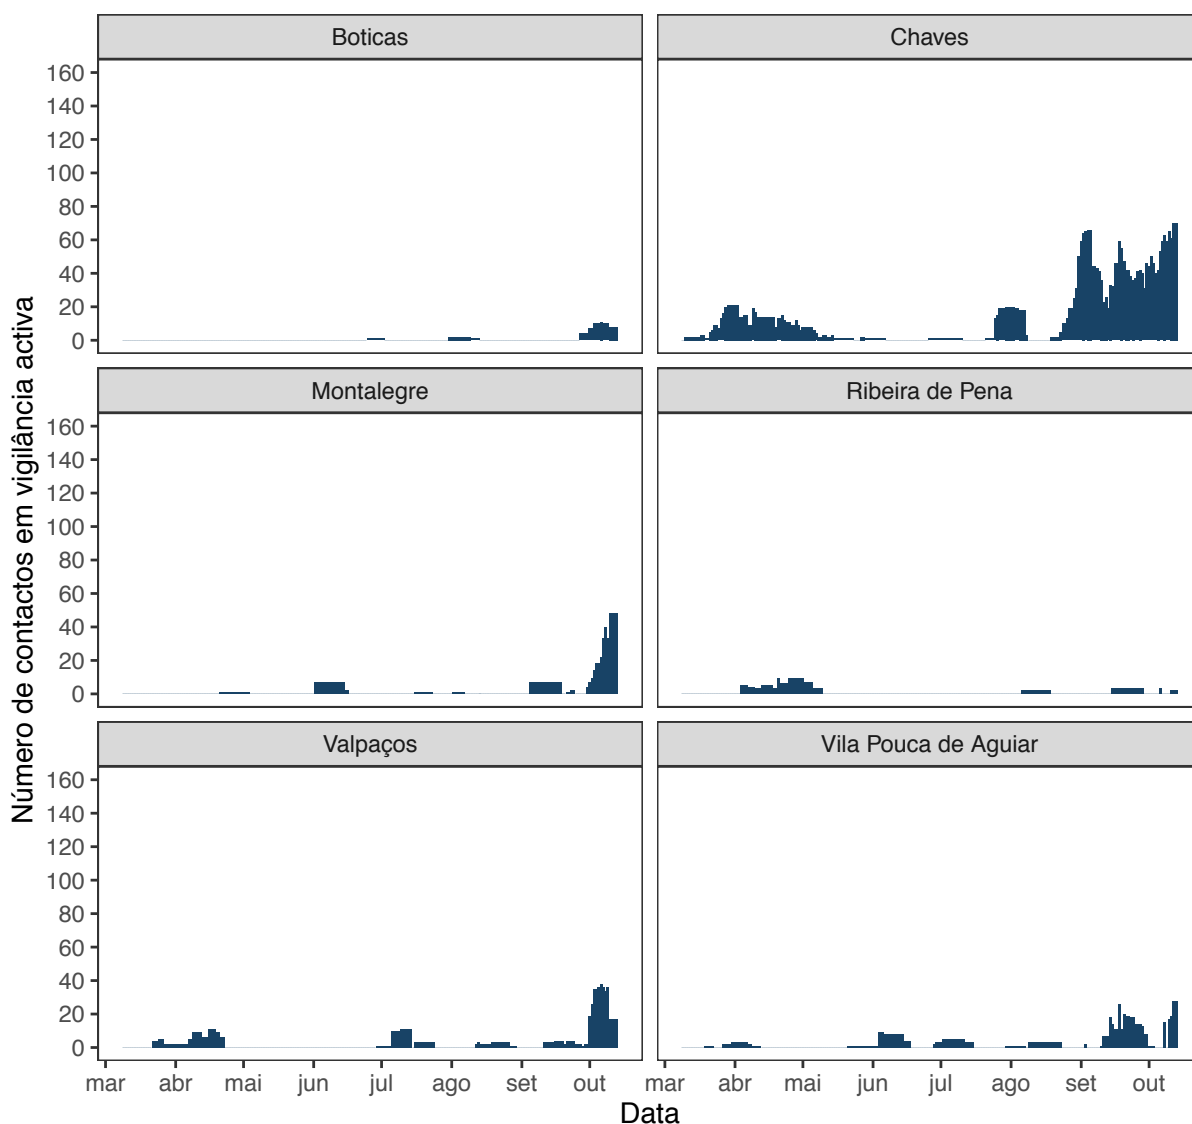 Boticas
Chaves
160
140
120
100
80
60
40
20
0
Montalegre
Ribeira de Pena
160
140
120
100
80
60
40
20
0
Valpaços
Vila Pouca de Aguiar
160
140
120
100
80
60
40
20
0
mar abr mai jun jul ago set out
mar abr mai jun jul ago set out
Data
Número de contactos em vigilância activa